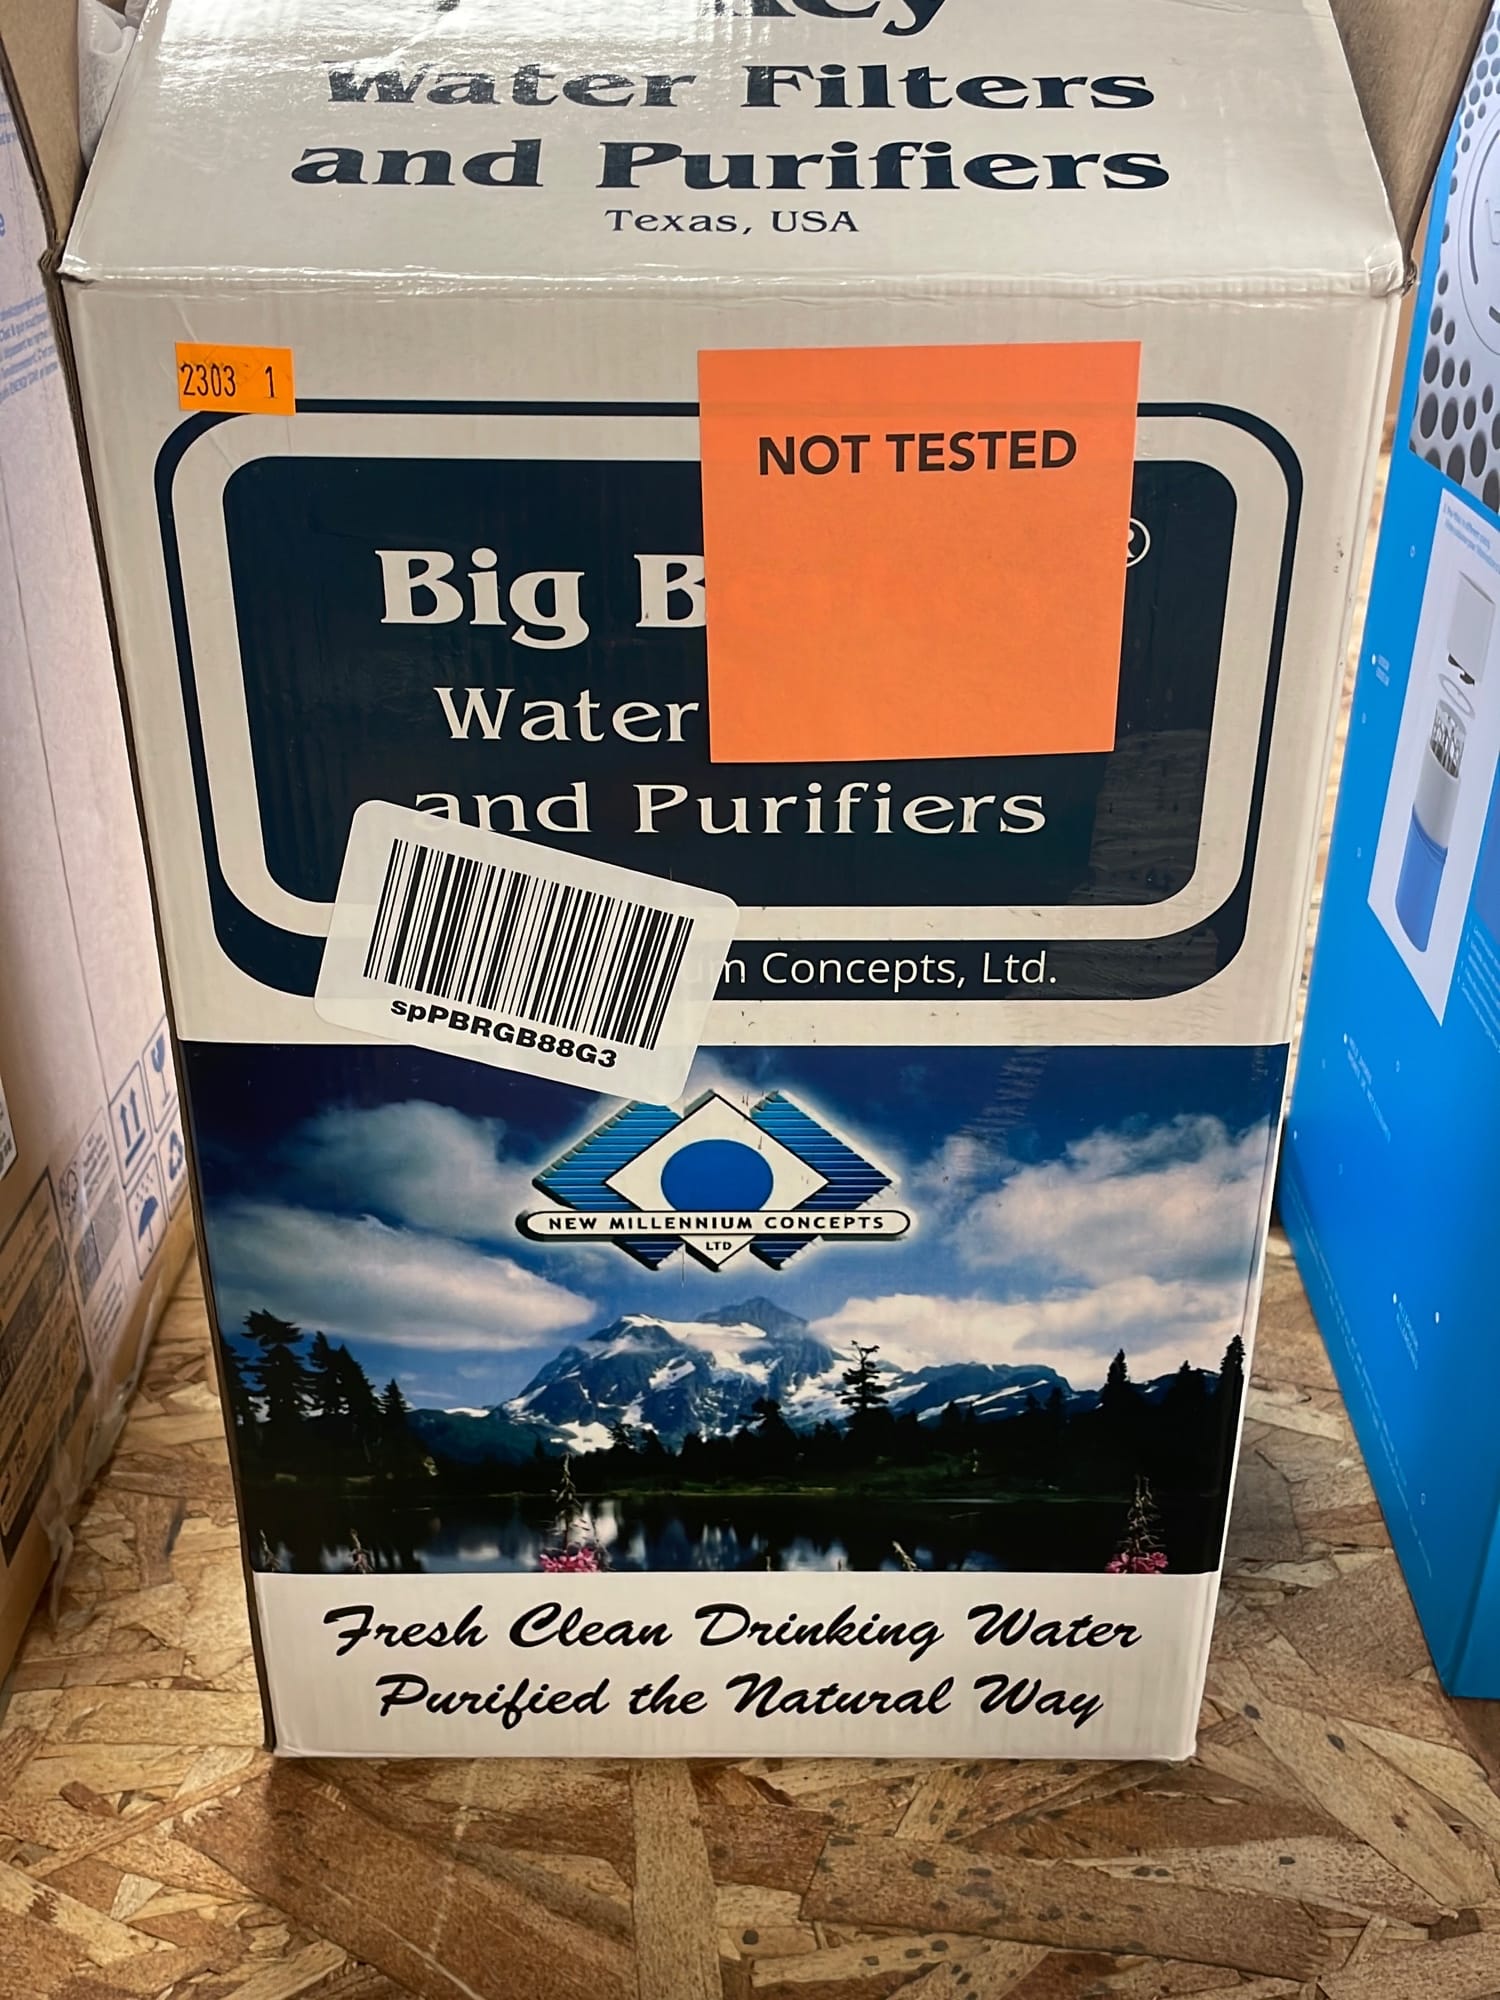 Water Filters
and Purifiers
Texas, USA
2303 1
NOT TESTED
Big B
®
Water
and Purifiers
spPBRGB88G3
m Concepts, Ltd.
NEW MILLENNIUM CONCEPTS
LTD
Fresh Clean Drinking Water
Purified the Natural Way